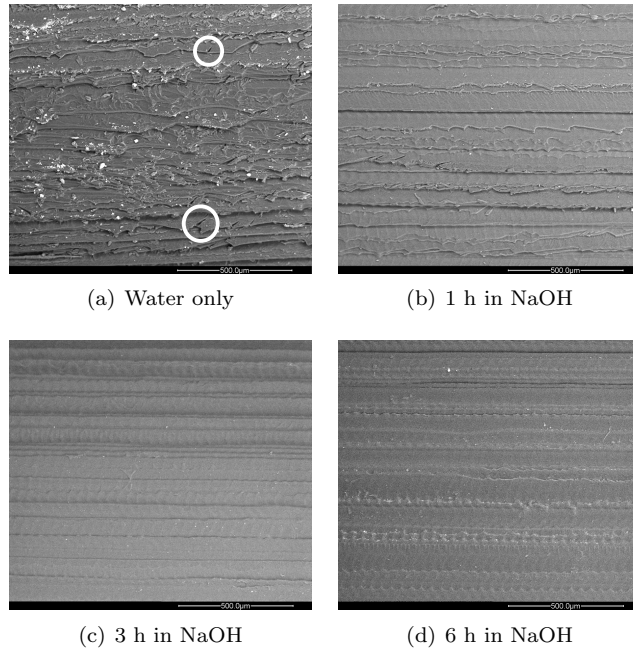 500.0µm
500.0µm
(a) Water only
(b) 1 h in NaOH
500.0µm
500.0µm
(c) 3 h in NaOH
(d) 6 h in NaOH